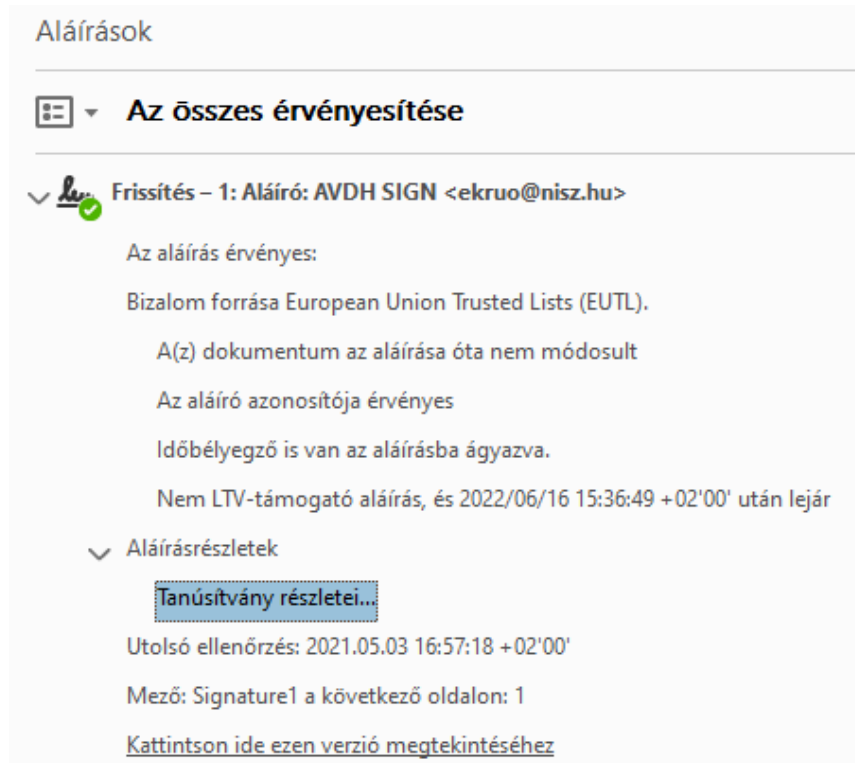 Aláírások
Az összes érvényesítése
Frissítés – 1: Aláíró: AVDH SIGN <ekruo@nisz.hu>
Az aláírás érvényes:
Bizalom forrása European Union Trusted Lists (EUTL).
A(z) dokumentum az aláírása óta nem módosult
Az aláíró azonosítója érvényes
Időbélyegző is van az aláírásba ágyazva.
Nem LTV-támogató aláírás, és 2022/06/16 15:36:49 +02'00' után lejár
Aláírásrészletek
Tanúsítvány részletei...
Utolsó ellenőrzés: 2021.05.03 16:57:18 +02'00'
Mező: Signature1 a következő oldalon: 1
Kattintson ide ezen verzió megtekintéséhez